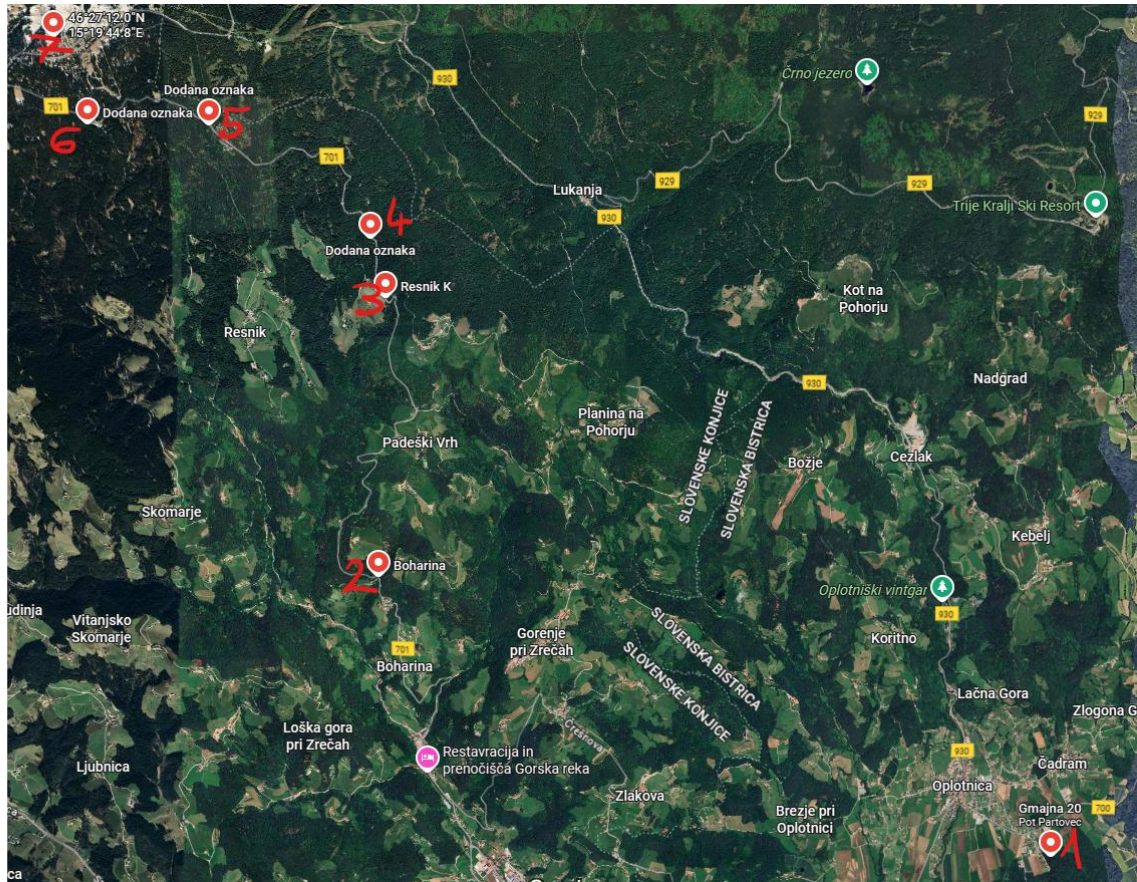 46°27'12.0"N
15°19'44.8"E
7
930
Črno jezero
Dodana oznaka
701
Dodana oznaka
6
5
929
701
Lukanja
929
929
930
Trije Kralji Ski Resort
4
Dodana oznaka
Resnik K
3
Kot na
Pohorju
Resnik
930
Nadgrad
Planina na
Pohorju
SLOVENSKE KONJICE
SLOVENSKA BISTRICA
Padeški Vrh
Božje
Cezlak
Skomarje
Kebelj
Boharina
2
Oplotniški vintgar
udinja
Vitanjsko
Skomarje
930
SLOVENSKA BISTRICA
SLOVENSKE KONJICE
Gorenje
pri Zrečah
Koritno
701
Boharina
Lačna Gora
Loška gora
pri Zrečah
Črešnova
Zlogona G
Restavracija in
prenočišča Gorska reka
930
Ljubnica
Čadram
Oplotnica
Zlakova
Brezje pri
Oplotnici
Gmajna 20
Pot Partovec
700
1
ca